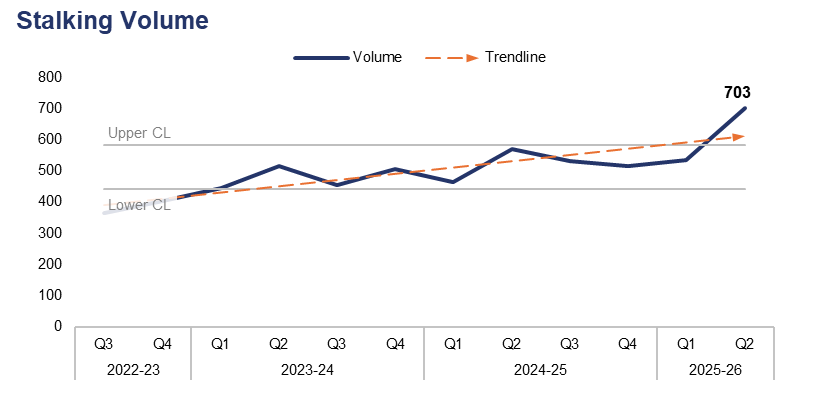 Stalking Volume
Volume Trendline
800
703
700
Upper CL
600
500
400
Lower CL
300
200
100
0
Q3 Q4 Q1 Q2 Q3 Q4 Q1 Q2 Q3 Q4 Q1 Q2
2022-23 2023-24 2024-25 2025-26